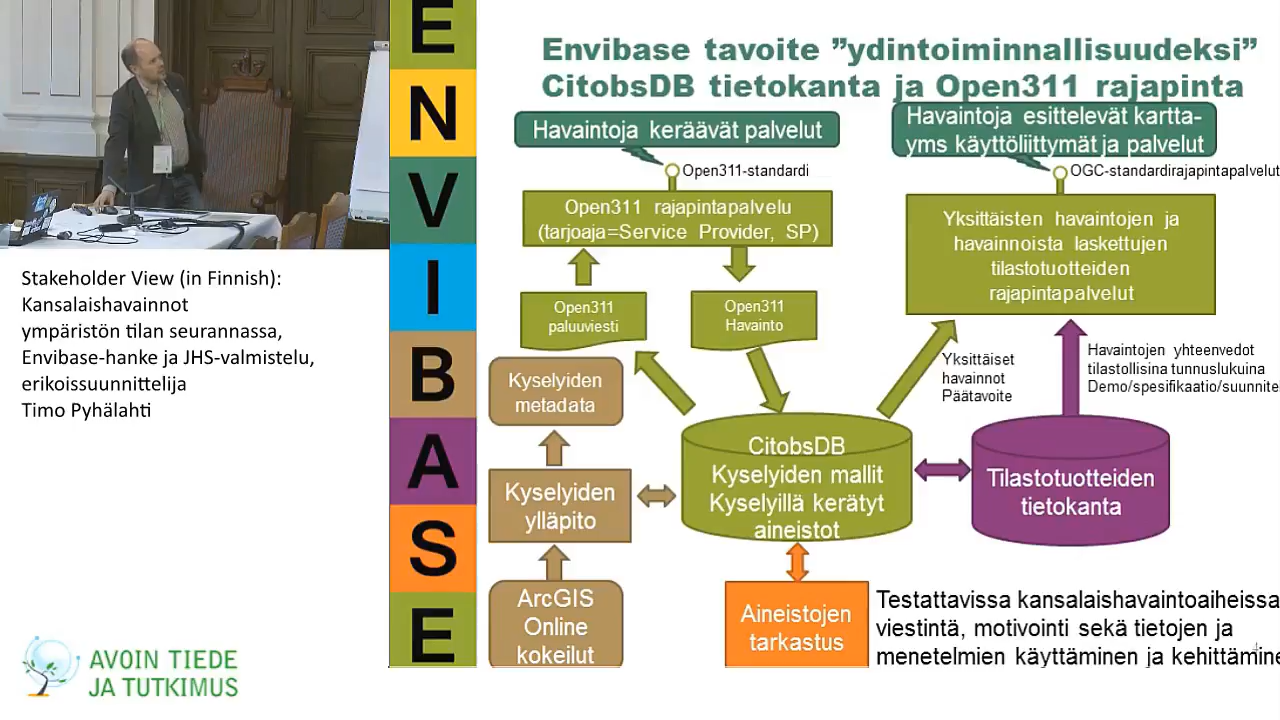 Stakeholder View (in Finnish):
Kansalaishavainnot
ympäristön tilan seurannassa,
Envibase-hanke ja JHS-valmistelu,
erikoissuunnittelija
Timo Pyhälahti
AVOIN TIEDE
JA TUTKIMUS
E
N
V
I
B
A
S
E
Envibase tavoite ”ydintoiminnallisuudeksi”
CitobsDB tietokanta ja Open311 rajapinta
Havaintoja keräävät palvelut
Havaintoja esittelevät kartta-
yms käyttöliittymät ja palvelut
Open311-standardi
OGC-standardirajapintapalvelut
Open311 rajapintapalvelu
(tarjoaja=Service Provider, SP)
Yksittäisten havaintojen ja
havainnoista laskettujen
tilastotuotteiden
rajapintapalvelut
Open311
paluuviesti
Open311
Havainto
Yksittäiset
havainnot
Päätavoite
Havaintojen yhteenvedot
tilastollisina tunnuslukuina
Demo/spesifikaatio/suunnite
Kyselyiden
metadata
CitobsDB
Kyselyiden mallit
Kyselyillä kerätyt
aineistot
Tilastotuotteiden
tietokanta
Kyselyiden
ylläpito
ArcGIS
Online
kokeilut
Aineistojen
tarkastus
Testattavissa kansalaishavaintoaiheissa
viestintä, motivointi sekä tietojen ja
menetelmien käyttäminen ja kehittämine